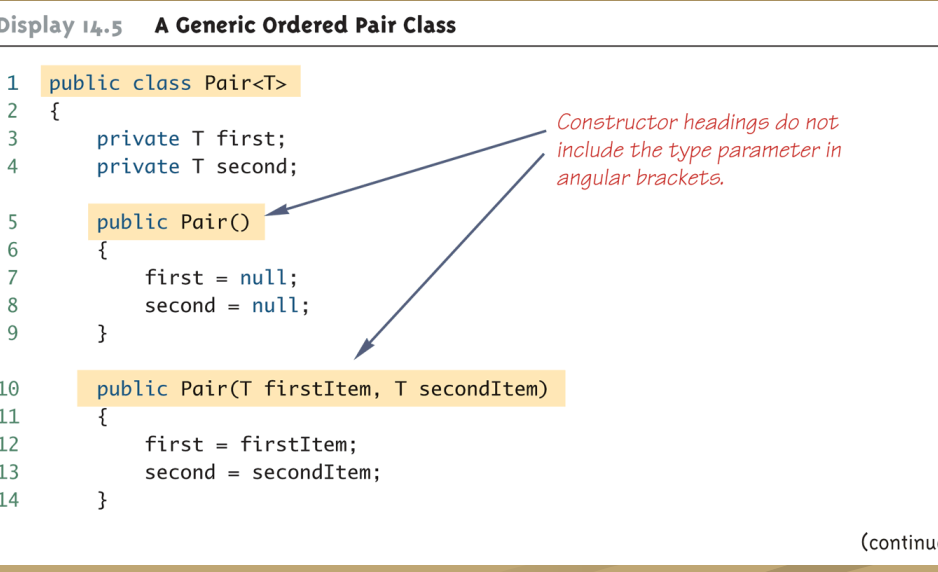 Display 14.5 A Generic Ordered Pair Class
1 public class Pair<T>
2 {
3 private T first;
4 private T second;
Constructor headings do not
include the type parameter in
angular brackets.
5 public Pair()
6 {
7 first = null;
8 second = null;
9 }
10 public Pair(T firstItem, T secondItem)
11 {
12 first = firstItem;
13 second = secondItem;
14 }
(continue